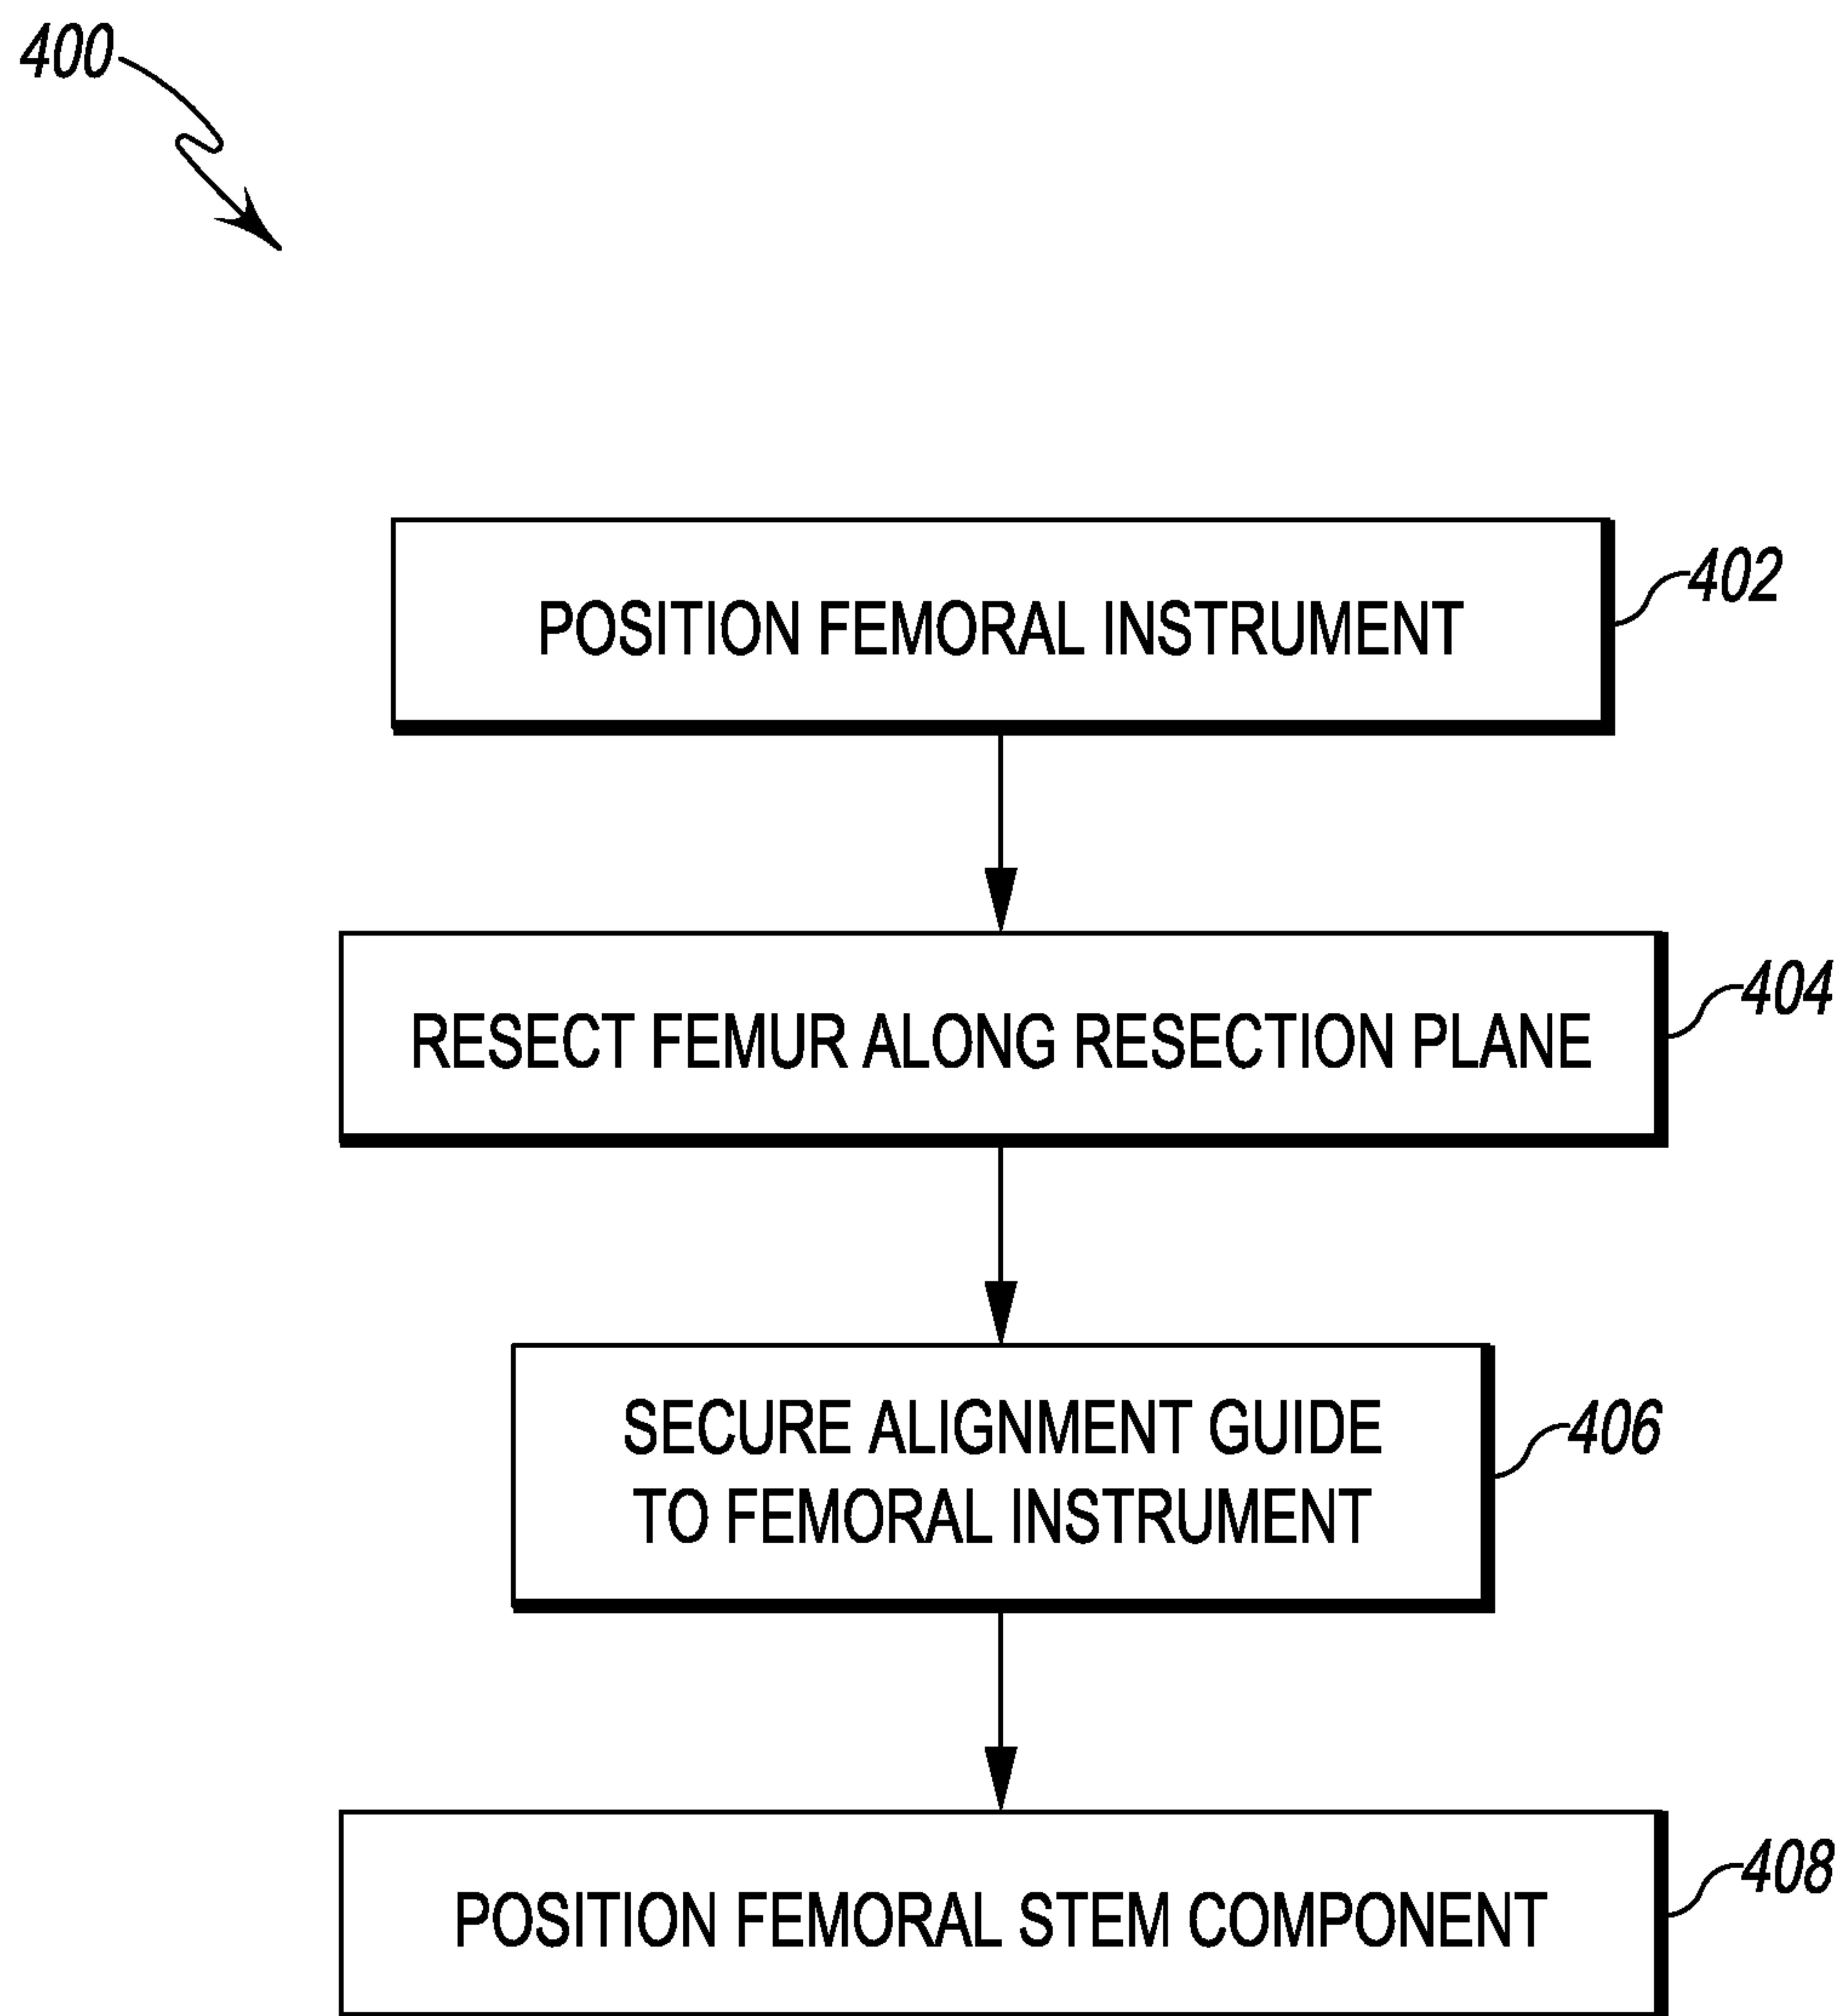 400
POSITION FEMORAL INSTRUMENT
402
RESECT FEMUR ALONG RESECTION PLANE
404
SECURE ALIGNMENT GUIDE
TO FEMORAL INSTRUMENT
406
POSITION FEMORAL STEM COMPONENT
408